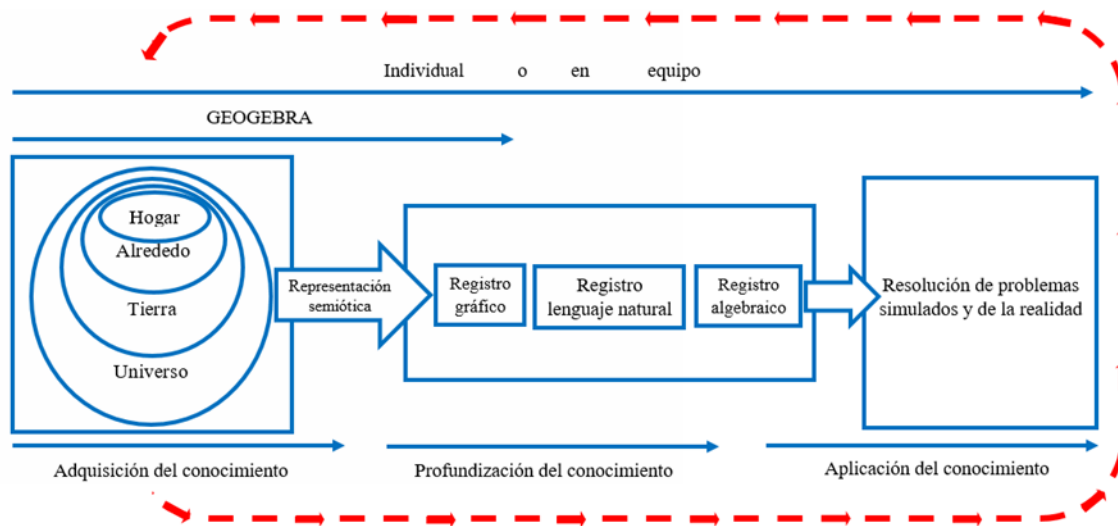 Individual o en equipo
GEOGEBRA
Hogar
Alrededo
Tierra
Universo
Representación
semiótica
Registro
gráfico
Registro
lenguaje natural
Registro
algebraico
Resolución de problemas
simulados y de la realidad
Adquisición del conocimiento
Profundización del conocimiento
Aplicación del conocimiento